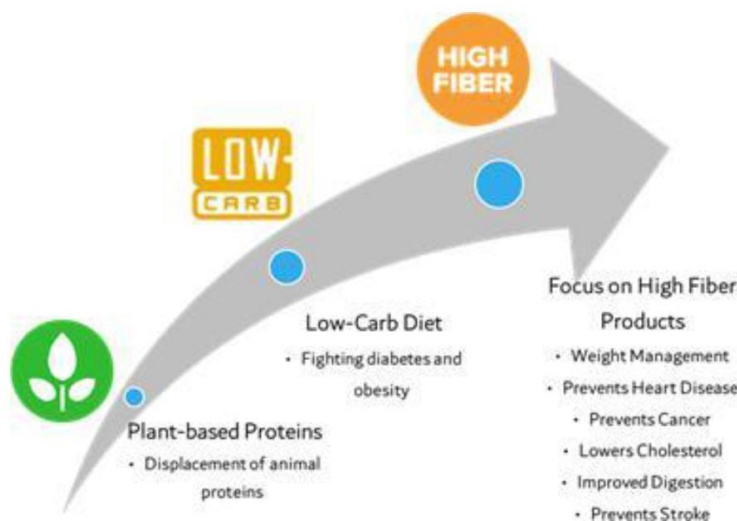 HIGH
FIBER
LOW
CARB
Focus on High Fiber
Products
• Weight Management
• Prevents Heart Disease
• Prevents Cancer
• Lowers Cholesterol
• Improved Digestion
• Prevents Stroke
Low-Carb Diet
• Fighting diabetes and
obesity
Plant-based Proteins
• Displacement of animal
proteins